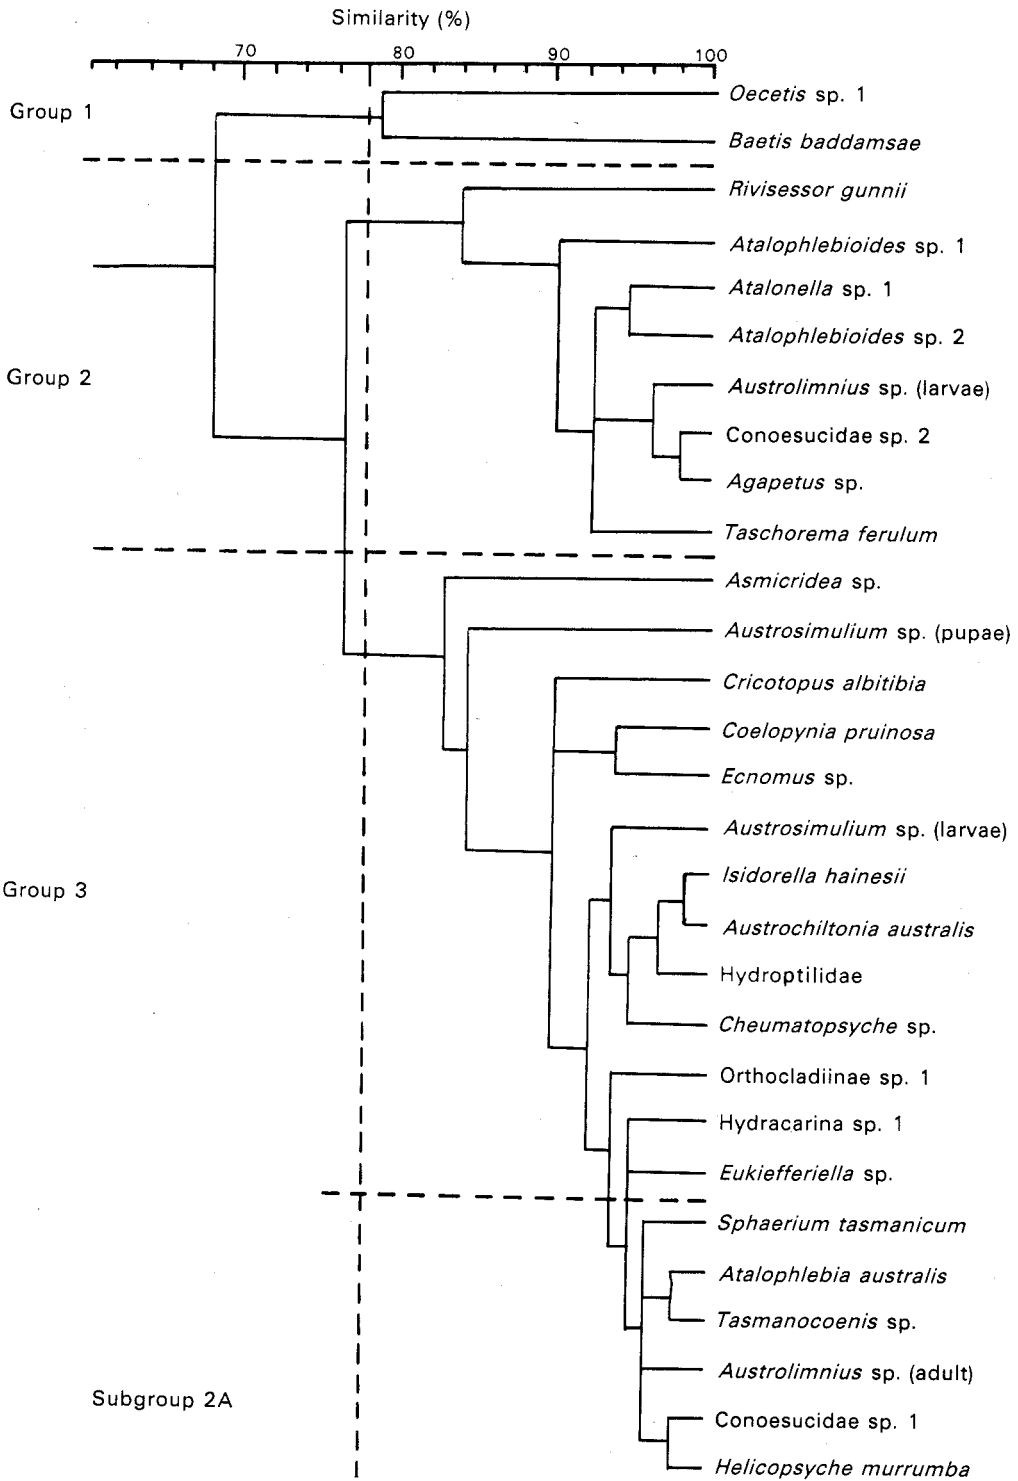 Similarity (%)
70 80 90 100
Group 1
Oecetis sp. 1
Baetis baddamsae
Rivisessor gunnii
Atalophlebioides sp. 1
Atalonella sp. 1
Atalophlebioides sp. 2
Group 2
Austrolimnius sp. (larvae)
Conoesucidae sp. 2
Agapetus sp.
Taschorema ferulum
Asmicridea sp.
Austrosimulium sp. (pupae)
Cricotopus albitibia
Coelopynia pruinosa
Ecnomus sp.
Austrosimulium sp. (larvae)
Group 3
Isidorella hainesii
Austrochiltonia australis
Hydroptilidae
Cheumatopsyche sp.
Orthocladiinae sp. 1
Hydracarina sp. 1
Eukiefferiella sp.
Sphaerium tasmanicum
Atalophlebia australis
Tasmanocoenis sp.
Austrolimnius sp. (adult)
Subgroup 2A
Conoesucidae sp. 1
Helicopsyche murrumba